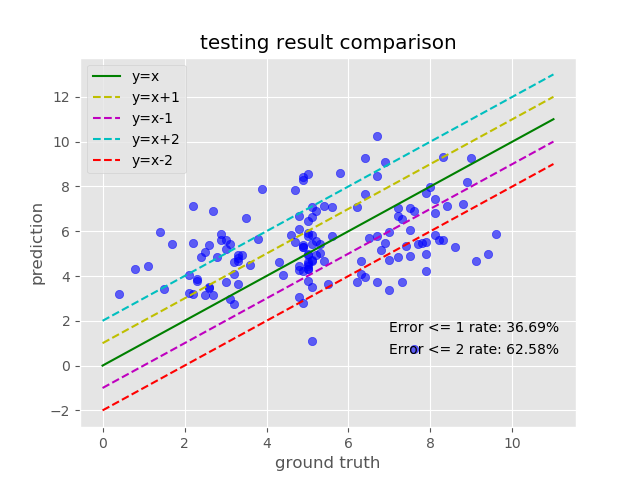 testing result comparison
y=x
y=x+1
y=x-1
y=x+2
y=x-2
12
10
8
6
4
2
0
−2
prediction
Error <= 1 rate: 36.69%
Error <= 2 rate: 62.58%
0 2 4 6 8 10
ground truth